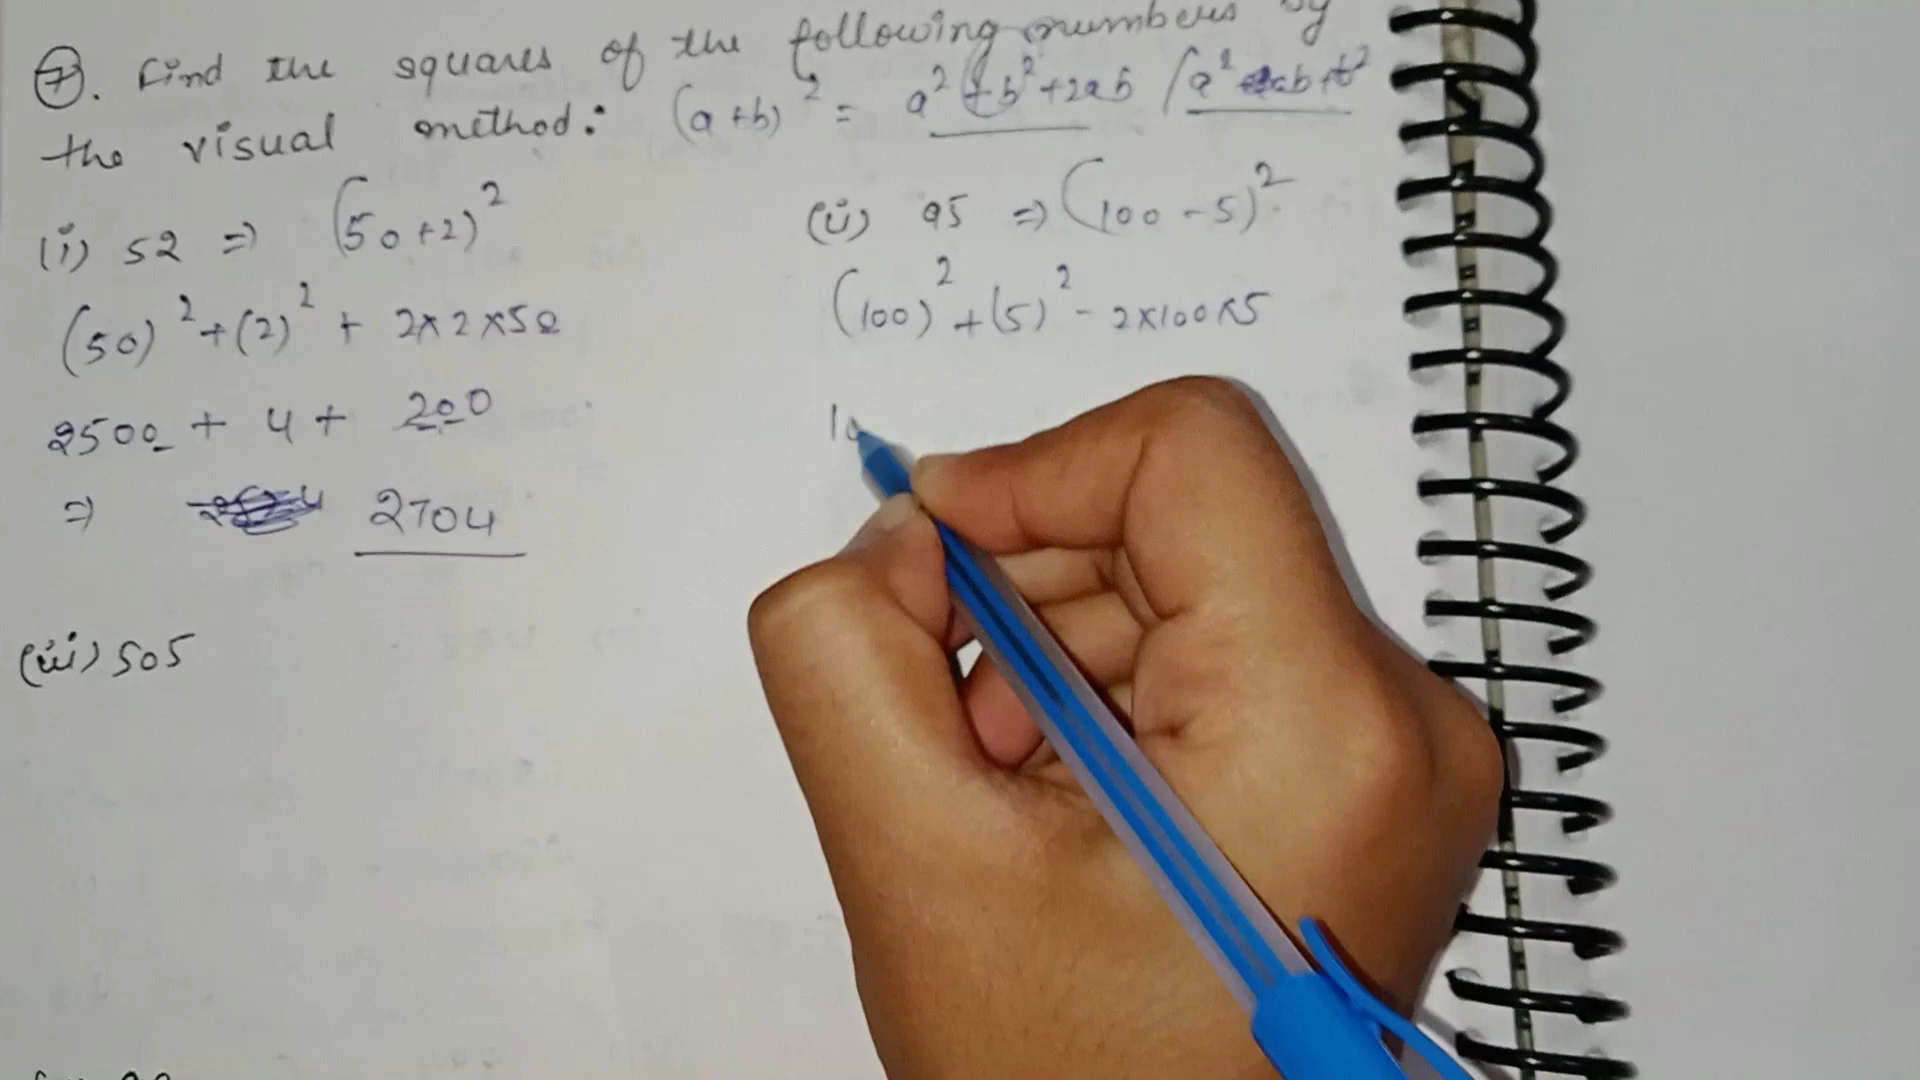 ⑦. Find the squares of the following numbers by
the visual method: (a+b)² = a²+b²+2ab / a² ab+b²
(i) 52 ⇒ (50+2)²
(50)²+(2)² + 2×2×50
2500 + 4 + 200
⇒ 2704
(ii) 95 ⇒ (100-5)²
(100)²+(5)² - 2×100×5
10
(iii) 505